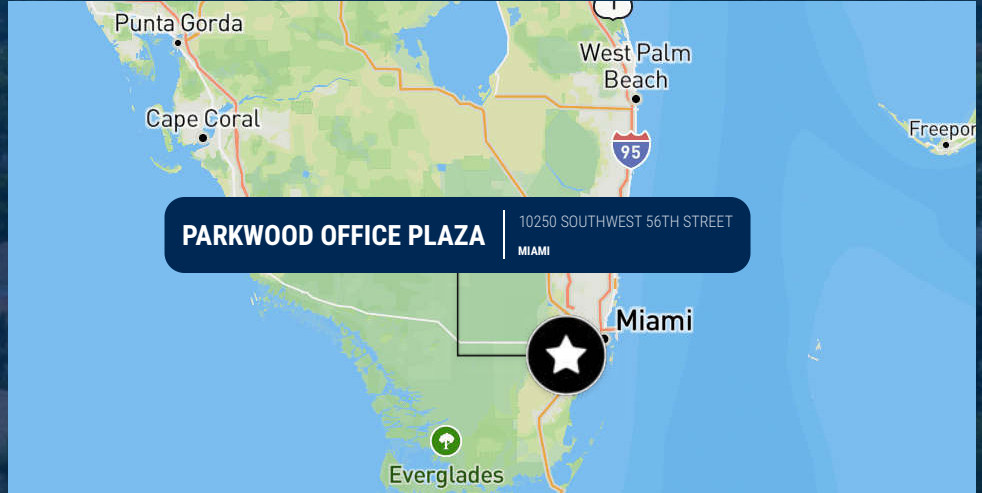 1
Punta Gorda
West Palm
Beach
Cape Coral
Freepor
95
PARKWOOD OFFICE PLAZA
10250 SOUTHWEST 56TH STREET
MIAMI
Miami
Everglades